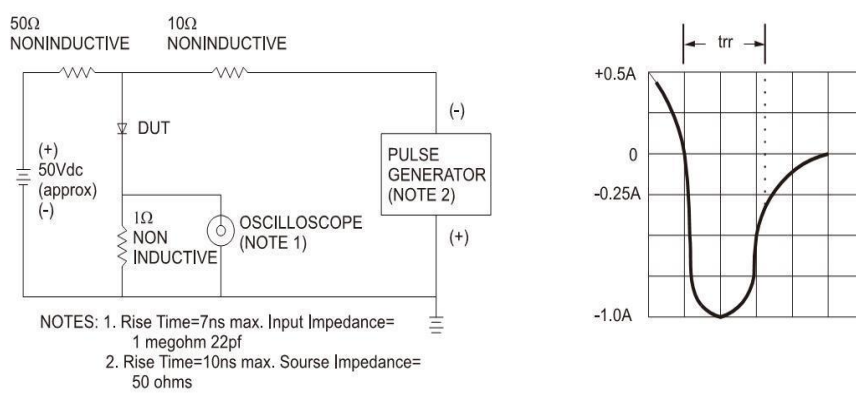 50Ω
NONINDUCTIVE
10Ω
NONINDUCTIVE
DUT
(+)
50Vdc
(approx)
(-)
1Ω
NON
INDUCTIVE
OSCILLOSCOPE
(NOTE 1)
(-)
PULSE
GENERATOR
(NOTE 2)
(+)
NOTES: 1. Rise Time=7ns max. Input Impedance=
1 megohm 22pf
2. Rise Time=10ns max. Sourse Impedance=
50 ohms
trr
+0.5A
0
-0.25A
-1.0A